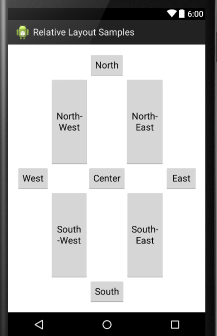 6:00
Relative Layout Samples
North
North-
West
North-
East
West
Center
East
South
-West
South-
East
South